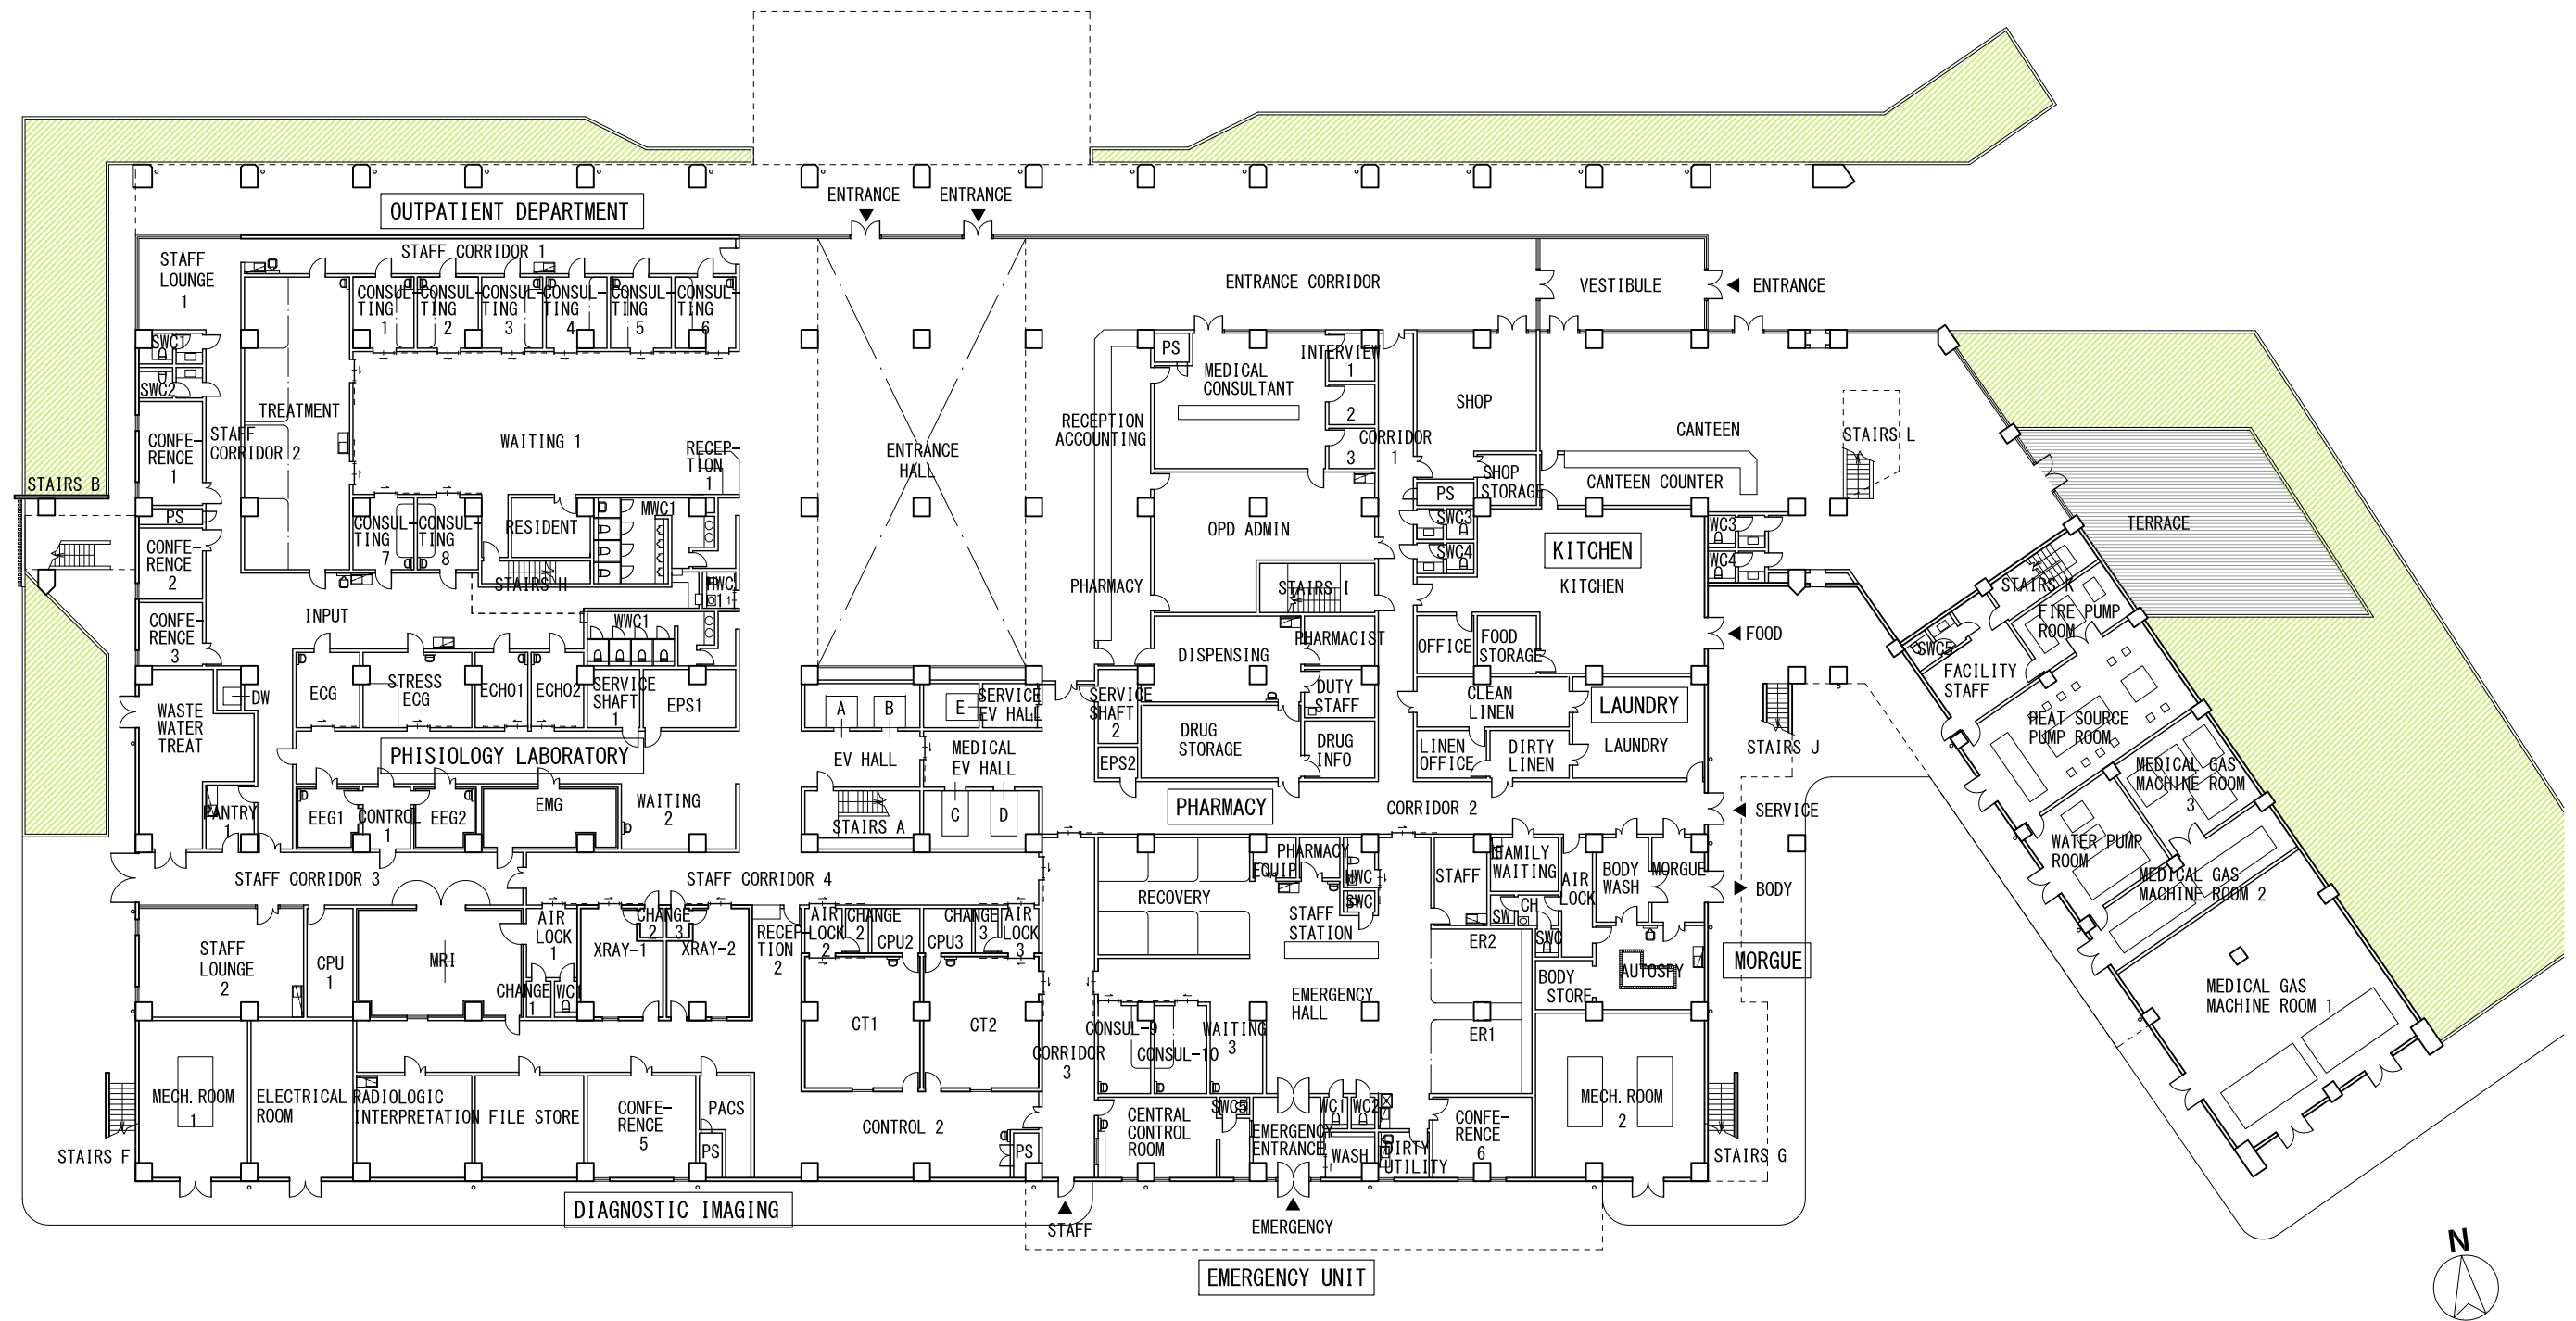 ENTRANCE
ENTRANCE
OUTPATIENT DEPARTMENT
STAFF CORRIDOR 1
STAFF
LOUNGE
1
ENTRANCE CORRIDOR
VESTIBULE
ENTRANCE
CONSUL-
TING
1
CONSUL-
TING
2
CONSUL-
TING
3
CONSUL-
TING
4
CONSUL-
TING
5
CONSUL-
TING
6
SWC1
SWC2
PS
MEDICAL
CONSULTANT
INTERVIEW
1
2
3
SHOP
TREATMENT
CONFE-
RENCE
1
STAFF
CORRIDOR 2
WAITING 1
RECEP-
TION
1
ENTRANCE
HALL
RECEPTION
ACCOUNTING
CORRIDOR
1
CANTEEN
STAIRS L
STAIRS B
SHOP
STORAGE
CANTEEN COUNTER
PS
PS
CONSUL-
TING
7
CONSUL-
TING
8
RESIDENT
MWC1
OPD ADMIN
SWC3
SWC4
KITCHEN
KITCHEN
WC3
WC4
TERRACE
CONFE-
RENCE
2
STAIRS H
HWC
1
PHARMACY
STAIRS I
STAIRS K
CONFE-
RENCE
3
INPUT
WWC1
PHARMACIST
OFFICE
FOOD
STORAGE
FOOD
FIRE PUMP
ROOM
SWC5
DISPENSING
FACILITY
STAFF
DW
ECG
STRESS
ECG
ECHO1
ECHO2
SERVICE
SHAFT
1
EPS1
A
B
E
SERVICE
EV HALL
SERVICE
SHAFT
2
DUTY
STAFF
CLEAN
LINEN
LAUNDRY
LAUNDRY
WASTE
WATER
TREAT
PHISIOLOGY LABORATORY
EV HALL
MEDICAL
EV HALL
EPS2
DRUG
STORAGE
DRUG
INFO
LINEN
OFFICE
DIRTY
LINEN
STAIRS J
HEAT SOURCE
PUMP ROOM
MEDICAL GAS
MACHINE ROOM
3
PANTRY
1
EEG1
CONTROL
1
EEG2
EMG
WAITING
2
STAIRS A
C
D
PHARMACY
CORRIDOR 2
SERVICE
WATER PUMP
ROOM
STAFF CORRIDOR 3
STAFF CORRIDOR 4
RECOVERY
EQUIP
PHARMACY
HWC
SWC
STAFF
FAMILY
WAITING
AIR
LOCK
BODY
WASH
MORGUE
BODY
MEDICAL GAS
MACHINE ROOM 2
STAFF
LOUNGE
2
CPU
1
MRI
AIR
LOCK
1
CHANGE
1
WC1
XRAY-1
CHANGE
2
CHANGE
3
XRAY-2
RECEP-
TION
2
AIR
LOCK
2
CHANGE
2
CPU2
CPU3
CHANGE
3
AIR
LOCK
3
STAFF
STATION
ER2
SW
CH
SWC
BODY
STORE
AUTOSPY
MORGUE
CT1
CT2
CORRIDOR
3
CONSUL-9
CONSUL-10
WAITING
3
EMERGENCY
HALL
ER1
MEDICAL GAS
MACHINE ROOM 1
MECH.ROOM
1
ELECTRICAL
ROOM
RADIOLOGIC
INTERPRETATION
FILE STORE
CONFE-
RENCE
5
PACS
PS
CONTROL 2
PS
CENTRAL
CONTROL
ROOM
SWC5
EMERGENCY
ENTRANCE
WC1
WC2
WASH
DIRTY
UTILITY
CONFE-
RENCE
6
MECH.ROOM
2
STAIRS F
STAIRS G
DIAGNOSTIC IMAGING
STAFF
EMERGENCY
EMERGENCY UNIT
N